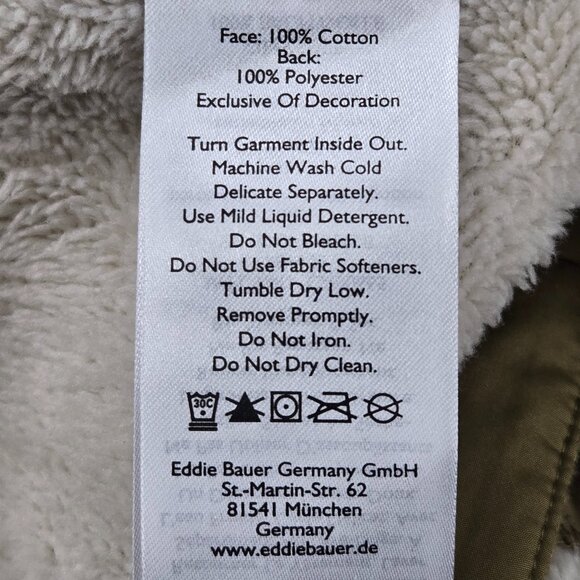 Face: 100% Cotton
Back:
100% Polyester
Exclusive Of Decoration
Turn Garment Inside Out.
Machine Wash Cold
Delicate Separately.
Use Mild Liquid Detergent.
Do Not Bleach.
Do Not Use Fabric Softeners.
Tumble Dry Low.
Remove Promptly.
Do Not Iron.
Do Not Dry Clean.
30C
Eddie Bauer Germany GmbH
St.-Martin-Str. 62
81541 München
Germany
www.eddiebauer.de